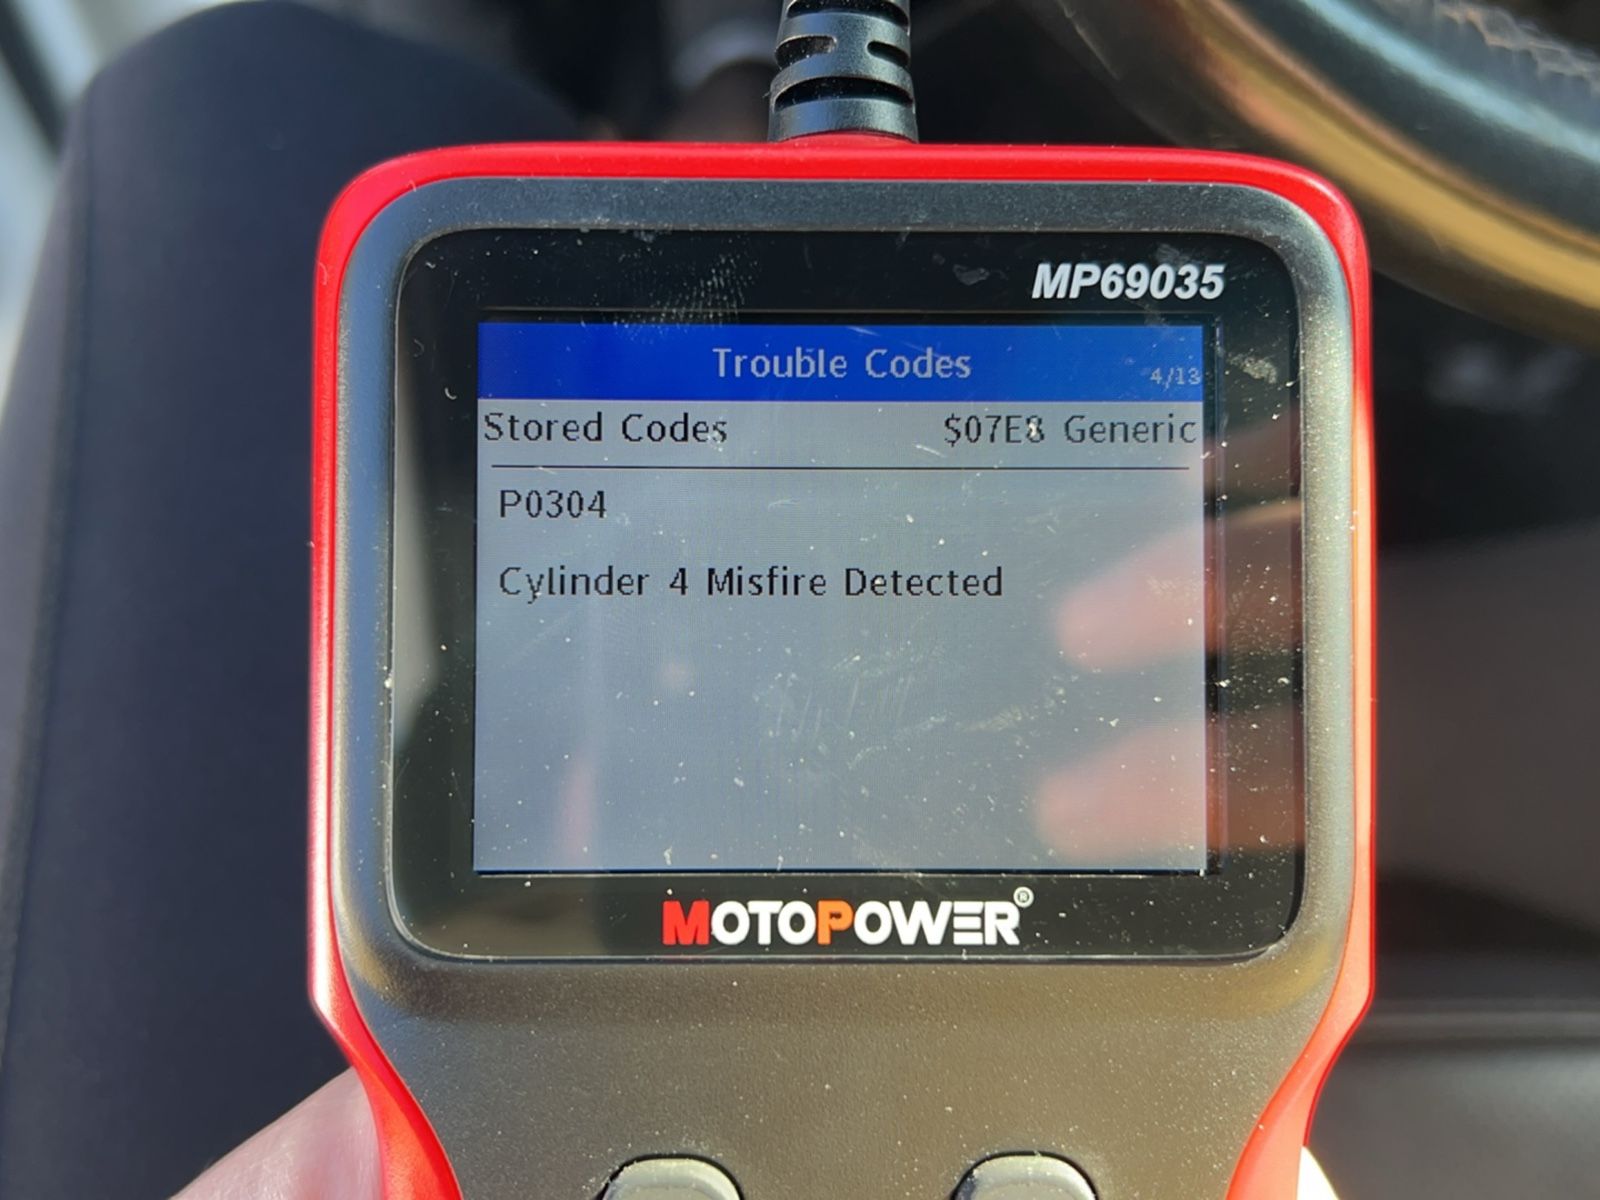 MP69035
Trouble Codes 4/13
Stored Codes $07E8 Generic
P0304
Cylinder 4 Misfire Detected
MOTOPOWER®